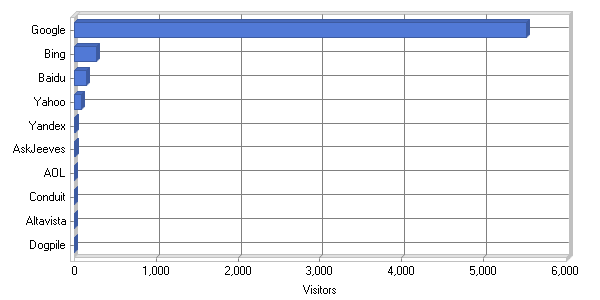 Google
Bing
Baidu
Yahoo
Yandex
AskJeeves
AOL
Conduit
Altavista
Dogpile
0 1,000 2,000 3,000 4,000 5,000 6,000
Visitors